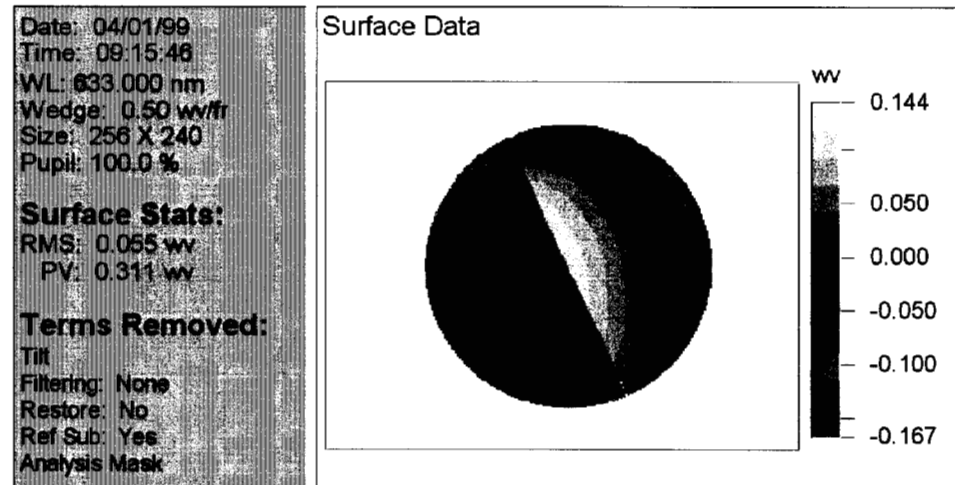 Date: 04/01/99
Time: 09:15:46
WL: 633.000 nm
Wedge: 0.50 wv/fr
Size: 256 X 240
Pupil: 100.0 %
Surface Stats:
RMS: 0.055 wv
PV: 0.311 wv
Terms Removed:
Tilt
Filtering: None
Restore: No
Ref Sub: Yes
Analysis Mask
Surface Data
wv
0.144
0.050
0.000
-0.050
-0.100
-0.167